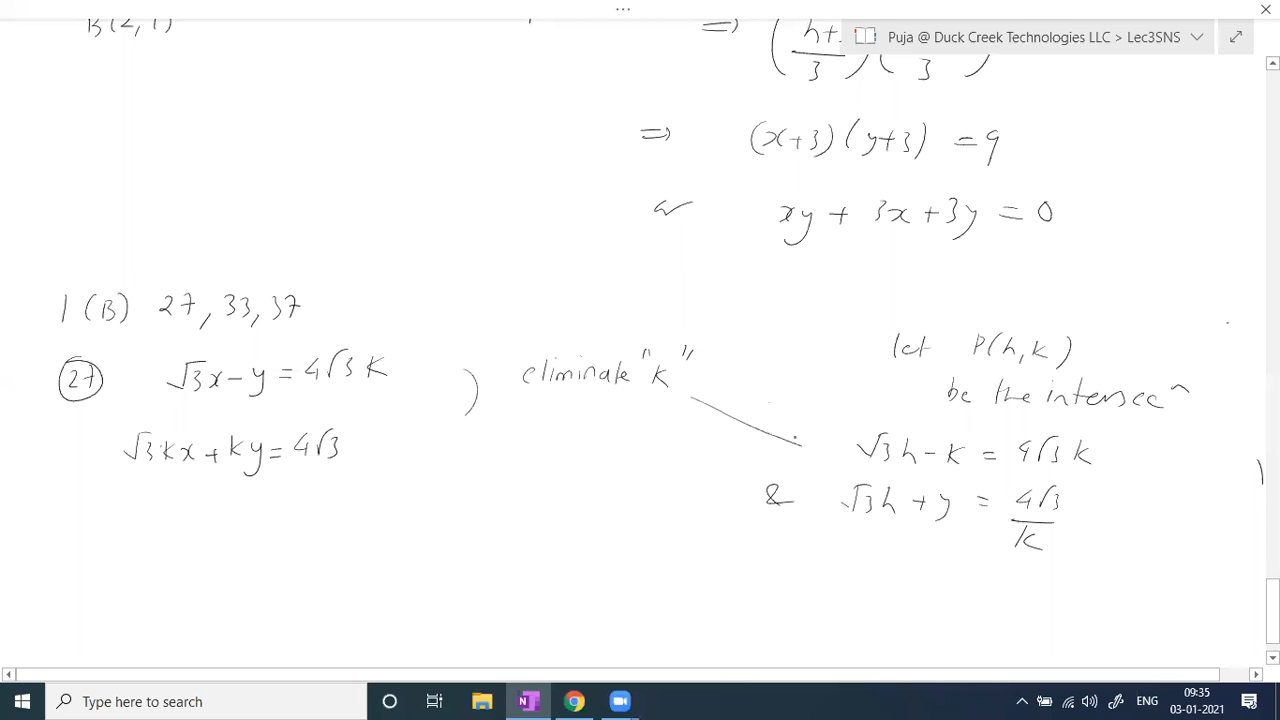 B(2,1)
Puja @ Duck Creek Technologies LLC > Lec3SNS
=> (x+3)(y+3) = 9
or xy + 3x + 3y = 0
1(B) 27, 33, 37
27 √3x - y = 4√3 k
√3kx + ky = 4√3
eliminate "k"
let P(h,k)
be the intersec^n
√3h - k = 4√3 k
& √3h + y = 4√3/k
Type here to search
ENG
09:35
03-01-2021